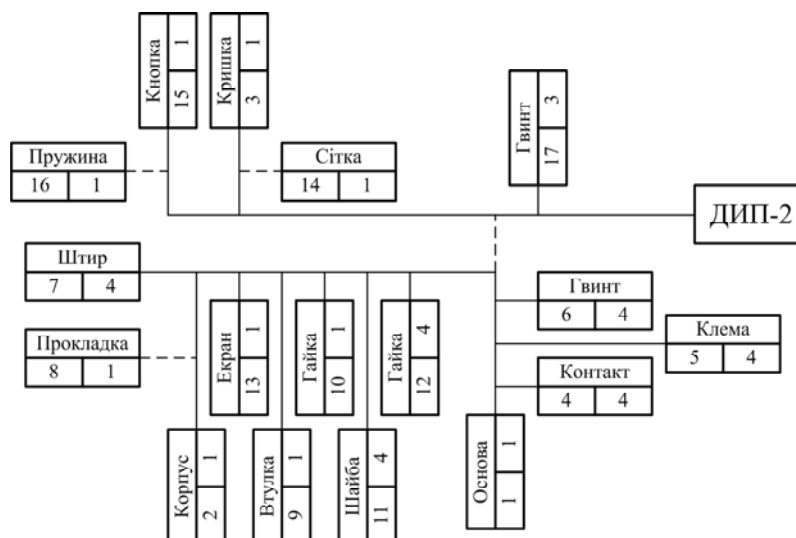 Кнопка
1
15
Кришка
1
3
Гвинт
3
17
Пружина
16 1
Сітка
14 1
ДИП-2
Штир
7 4
Гвинт
6 4
Клема
5 4
Прокладка
8 1
Екран
1
13
Гайка
1
10
Гайка
4
12
Контакт
4 4
Корпус
1
2
Втулка
1
9
Шайба
4
11
Основа
1
1